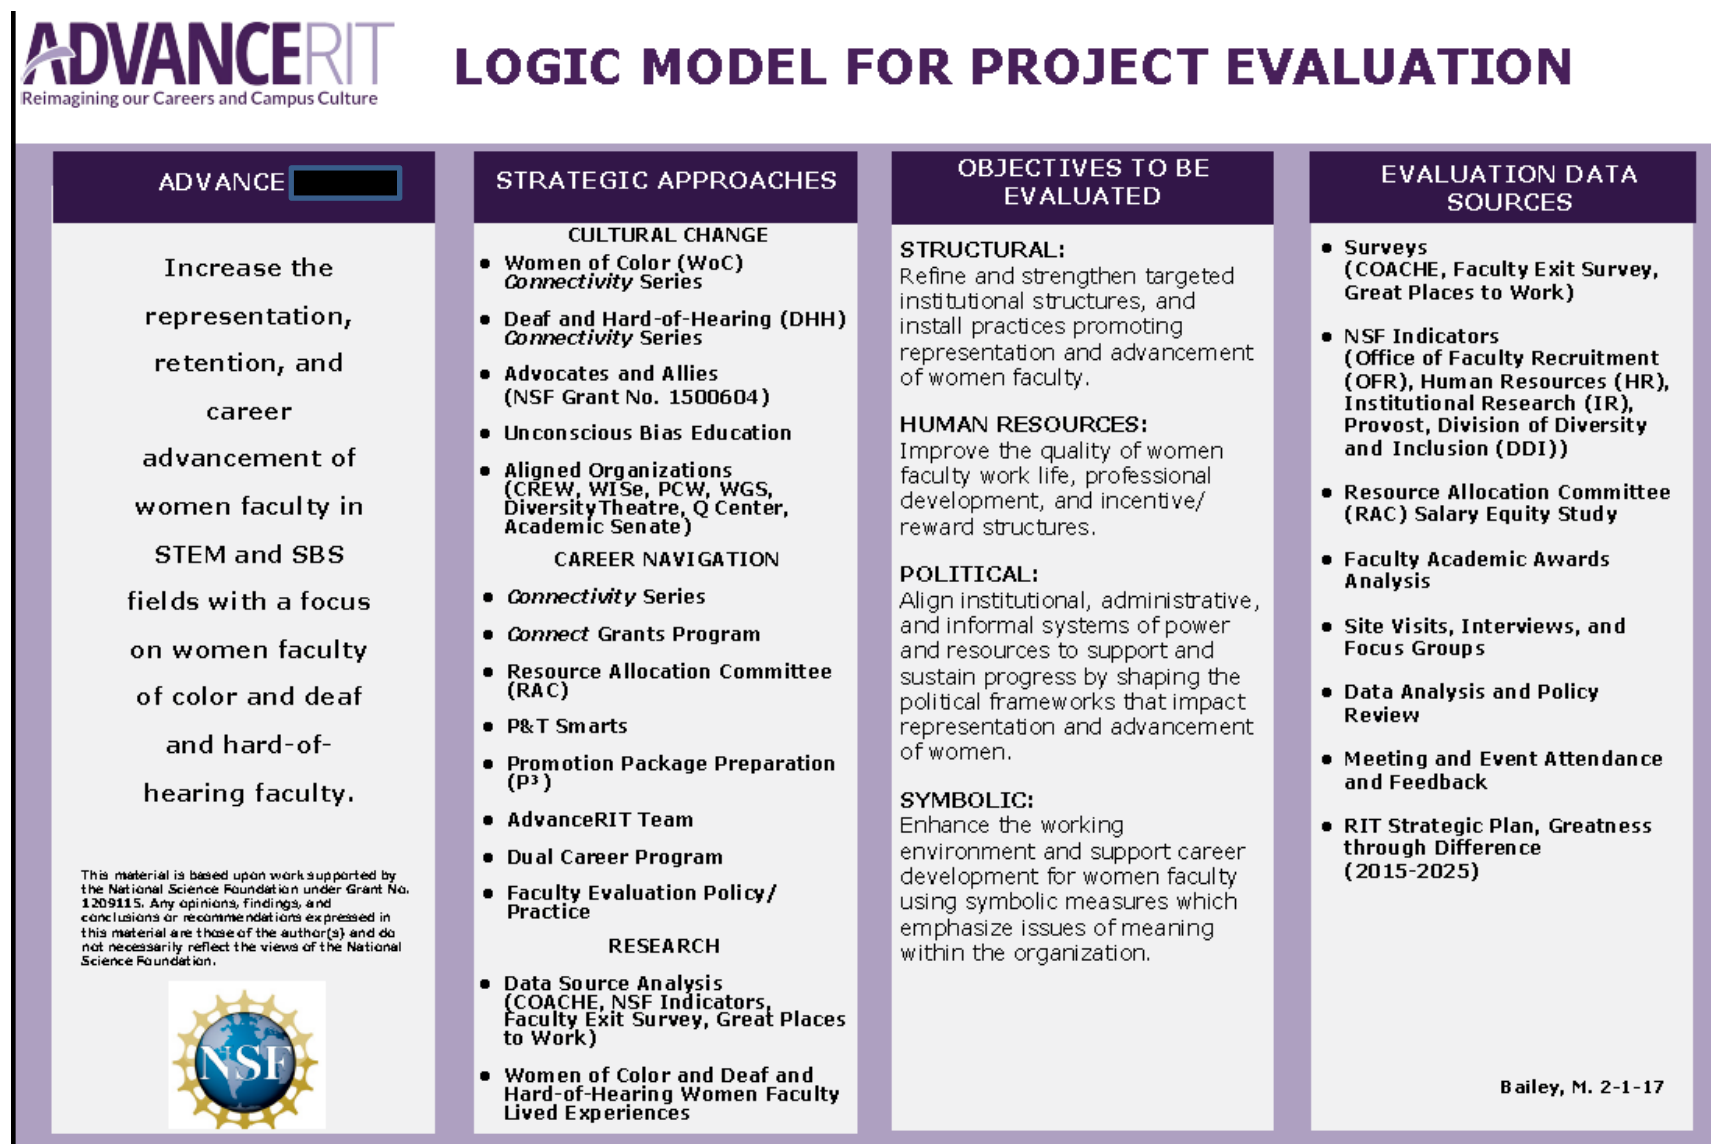 ADVANCERIT
Reimagining our Careers and Campus Culture
LOGIC MODEL FOR PROJECT EVALUATION
ADVANCE
Increase the
representation,
retention, and
career
advancement of
women faculty in
STEM and SBS
fields with a focus
on women faculty
of color and deaf
and hard-of-
hearing faculty.
This material is based upon work supported by
the National Science Foundation under Grant No.
1209115. Any opinions, findings, and
conclusions or recommendations expressed in
this material are those of the author(s) and do
not necessarily reflect the views of the National
Science Foundation.
NSF
STRATEGIC APPROACHES
CULTURAL CHANGE
• Women of Color (WoC)
Connectivity Series
• Deaf and Hard-of-Hearing (DHH)
Connectivity Series
• Advocates and Allies
(NSF Grant No. 1500604)
• Unconscious Bias Education
• Aligned Organizations
(CREW, WISe, PCW, WGS,
DiversityTheatre, Q Center,
Academic Senate)
CAREER NAVIGATION
• Connectivity Series
• Connect Grants Program
• Resource Allocation Committee
(RAC)
• P&T Smarts
• Promotion Package Preparation
(P³)
• AdvanceRIT Team
• Dual Career Program
• Faculty Evaluation Policy/
Practice
RESEARCH
• Data Source Analysis
(COACHE, NSF Indicators,
Faculty Exit Survey, Great Places
to Work)
• Women of Color and Deaf and
Hard-of-Hearing Women Faculty
Lived Experiences
OBJECTIVES TO BE
EVALUATED
STRUCTURAL:
Refine and strengthen targeted
institutional structures, and
install practices promoting
representation and advancement
of women faculty.
HUMAN RESOURCES:
Improve the quality of women
faculty work life, professional
development, and incentive/
reward structures.
POLITICAL:
Align institutional, administrative,
and informal systems of power
and resources to support and
sustain progress by shaping the
political frameworks that impact
representation and advancement
of women.
SYMBOLIC:
Enhance the working
environment and support career
development for women faculty
using symbolic measures which
emphasize issues of meaning
within the organization.
EVALUATION DATA
SOURCES
• Surveys
(COACHE, Faculty Exit Survey,
Great Places to Work)
• NSF Indicators
(Office of Faculty Recruitment
(OFR), Human Resources (HR),
Institutional Research (IR),
Provost, Division of Diversity
and Inclusion (DDI))
• Resource Allocation Committee
(RAC) Salary Equity Study
• Faculty Academic Awards
Analysis
• Site Visits, Interviews, and
Focus Groups
• Data Analysis and Policy
Review
• Meeting and Event Attendance
and Feedback
• RIT Strategic Plan, Greatness
through Difference
(2015-2025)
Bailey, M. 2-1-17